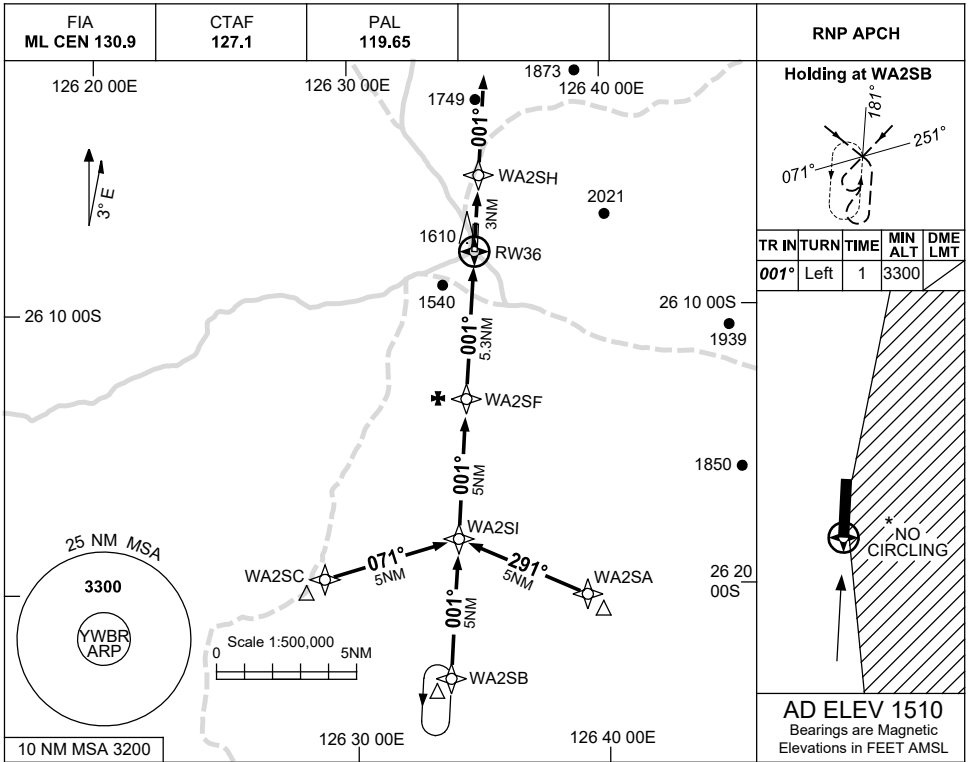 FIA
ML CEN 130.9
CTAF
127.1
PAL
119.65
RNP APCH
126 20 00E
126 30 00E
126 40 00E
1873
1749
001°
3° E
WA2SH
3NM
2021
1610
RW36
1540
26 10 00S
26 10 00S
1939
001°
5.3NM
WA2SF
1850
001°
5NM
WA2SI
071°
5NM
291°
5NM
WA2SC
WA2SA
26 20
00S
001°
5NM
WA2SB
25 NM MSA
3300
YWBR
ARP
Scale 1:500,000
0
5NM
10 NM MSA 3200
126 30 00E
126 40 00E
Holding at WA2SB
181°
251°
071°
TR IN TURN TIME MIN ALT DME LMT
001° Left 1 3300
* NO
CIRCLING
AD ELEV 1510
Bearings are Magnetic
Elevations in FEET AMSL